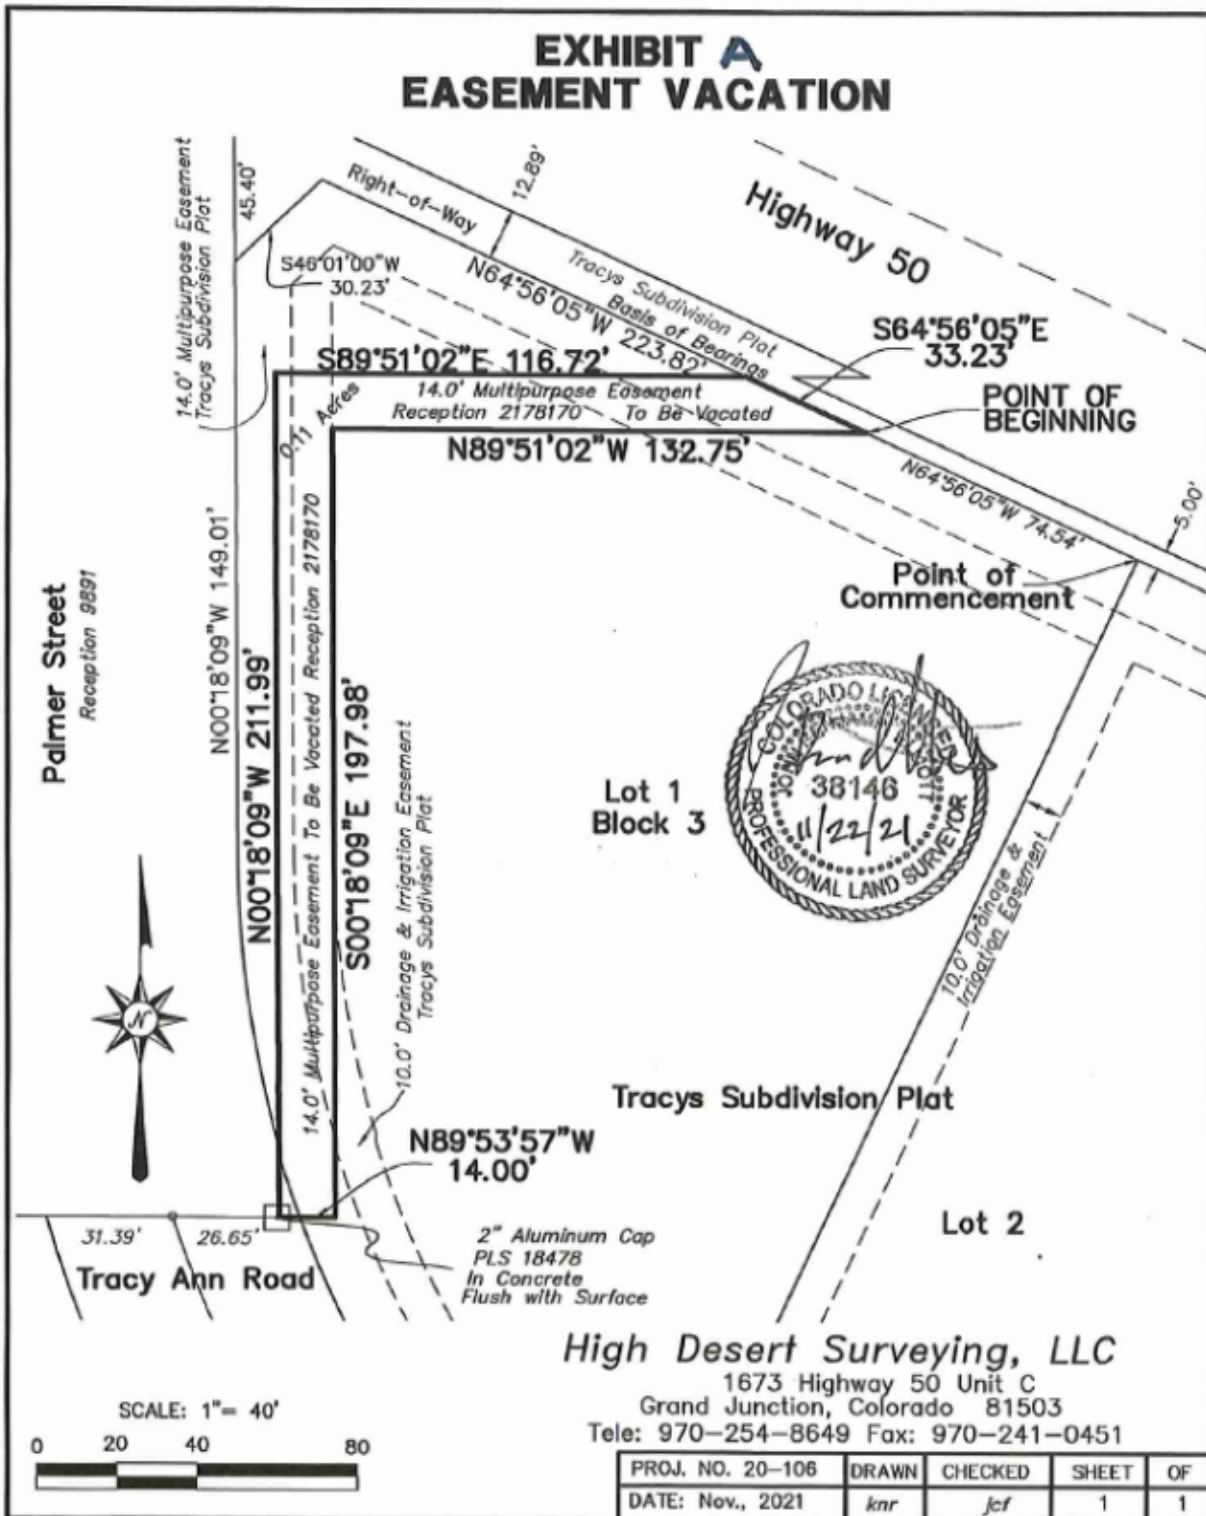 EXHIBIT A
EASEMENT VACATION
14.0' Multipurpose Easement
Tracys Subdivision Plat
45.40'
Right-of-Way
12.89'
Highway 50
S46°01'00"W
30.23'
N64°56'05"W 223.82'
Tracys Subdivision Plat
Basis of Bearings
S64°56'05"E
33.23'
S89°51'02"E 116.72'
14.0' Multipurpose Easement
Reception 2178170 To Be Vacated
POINT OF
BEGINNING
0.11 Acres
N89°51'02"W 132.75'
N64°56'05"W 74.54'
5.00'
Point of
Commencement
Palmer Street
Reception 9891
N00°18'09"W 149.01'
N00°18'09"W 211.99'
14.0' Multipurpose Easement To Be Vacated Reception 2178170
S00°18'09"E 197.98'
10.0' Drainage & Irrigation Easement
Tracys Subdivision Plat
Lot 1
Block 3
COLORADO LICENSED
38146
11/22/21
PROFESSIONAL LAND SURVEYOR
10.0' Drainage &
Irrigation Easement
N
Tracys Subdivision Plat
N89°53'57"W
14.00'
Lot 2
31.39'
26.65'
2" Aluminum Cap
PLS 18478
In Concrete
Flush with Surface
Tracy Ann Road
High Desert Surveying, LLC
1673 Highway 50 Unit C
Grand Junction, Colorado 81503
Tele: 970-254-8649 Fax: 970-241-0451
SCALE: 1"= 40'
0 20 40 80
PROJ. NO. 20-106 DRAWN CHECKED SHEET OF
DATE: Nov., 2021 knr jcf 1 1